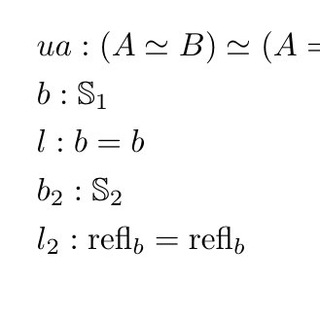 ua : (A ≃ B) ≃ (A =
b : 𝕊₁
l : b = b
b₂ : 𝕊₂
l₂ : refl_b = refl_b